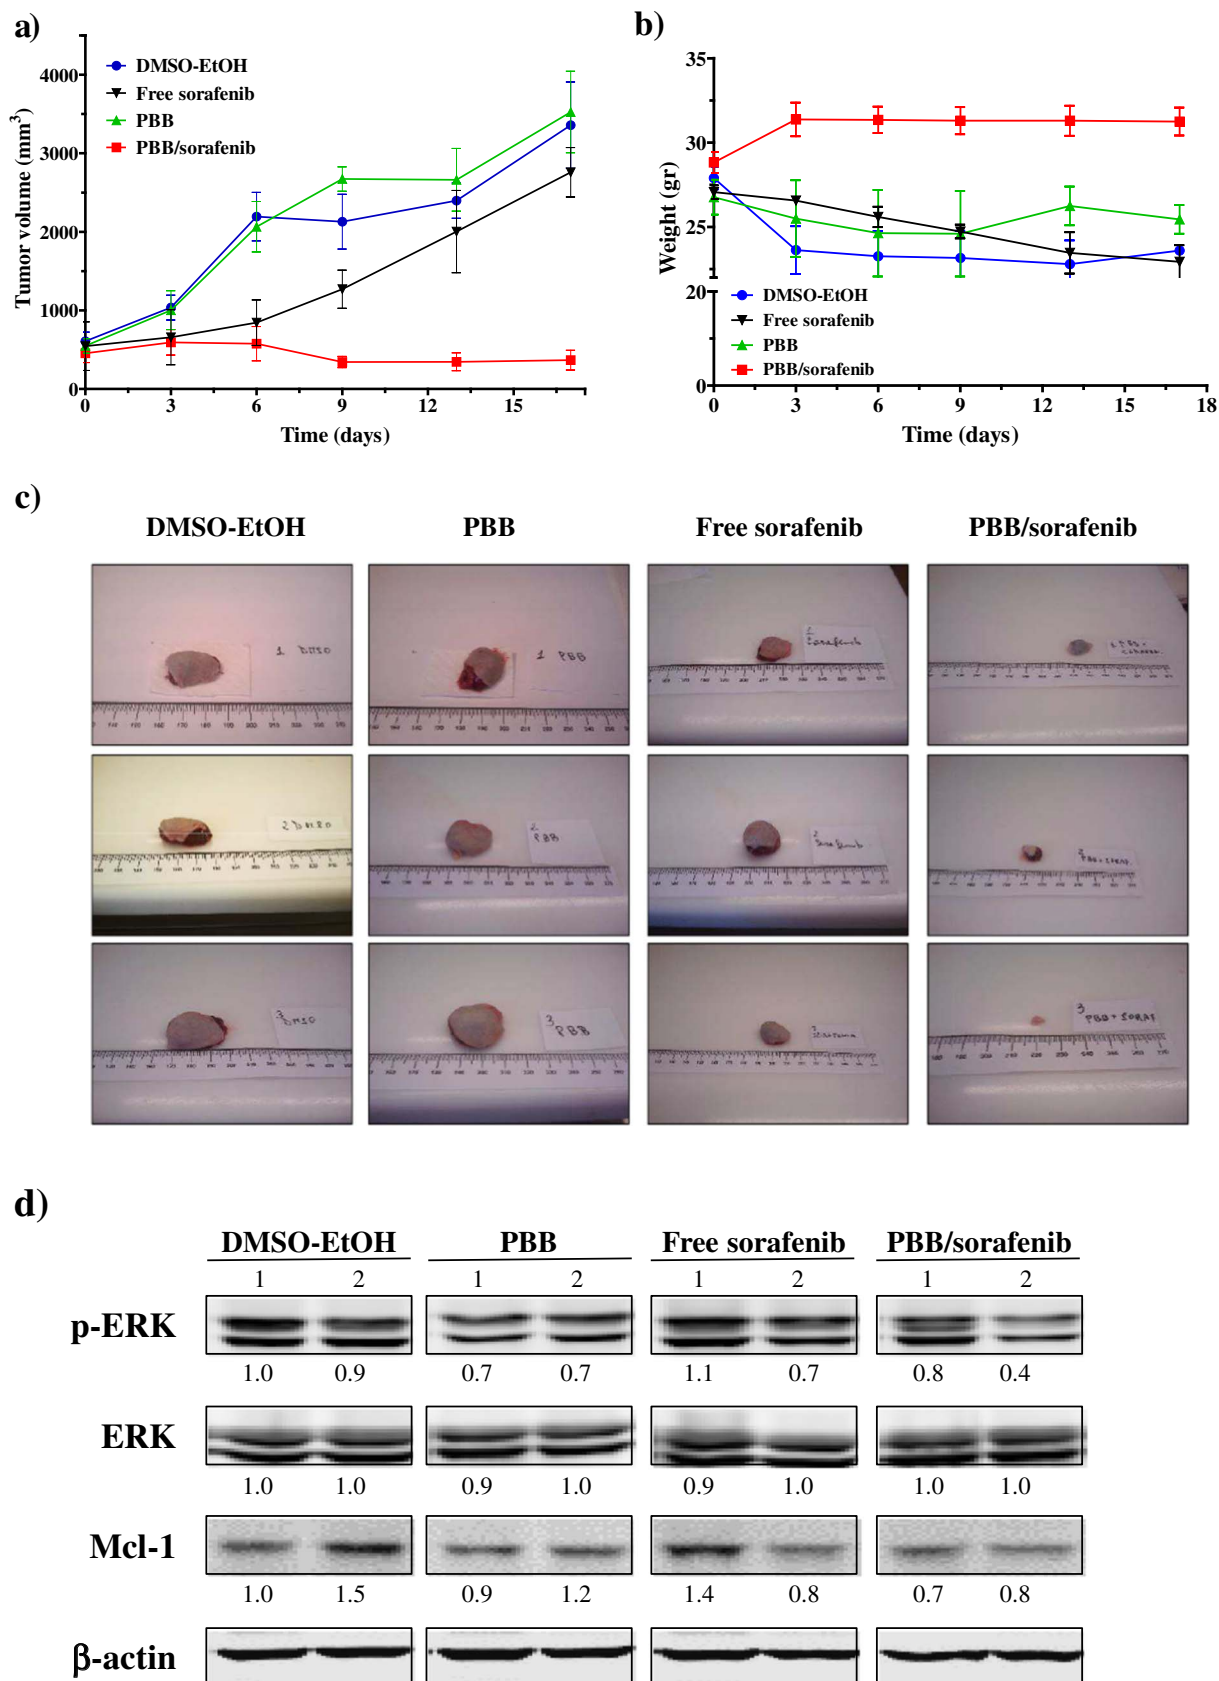 a)
4000
3000
2000
1000
0
Tumor volume (mm³)
DMSO-EtOH
Free sorafenib
PBB
PBB/sorafenib
0 3 6 9 12 15
Time (days)
b)
35
30
25
20
0
Weight (gr)
DMSO-EtOH
Free sorafenib
PBB
PBB/sorafenib
0 3 6 9 12 15 18
Time (days)
c)
DMSO-EtOH PBB Free sorafenib PBB/sorafenib
1 DMSO
1 PBB
Sorafenib
2 DMSO
2
PBB
2
Sorafenib
3
DMSO
3
PBB
3
PBB + SORAF
d)
DMSO-EtOH PBB Free sorafenib PBB/sorafenib
1 2 1 2 1 2 1 2
p-ERK
1.0 0.9 0.7 0.7 1.1 0.7 0.8 0.4
ERK
1.0 1.0 0.9 1.0 0.9 1.0 1.0 1.0
Mcl-1
1.0 1.5 0.9 1.2 1.4 0.8 0.7 0.8
β-actin